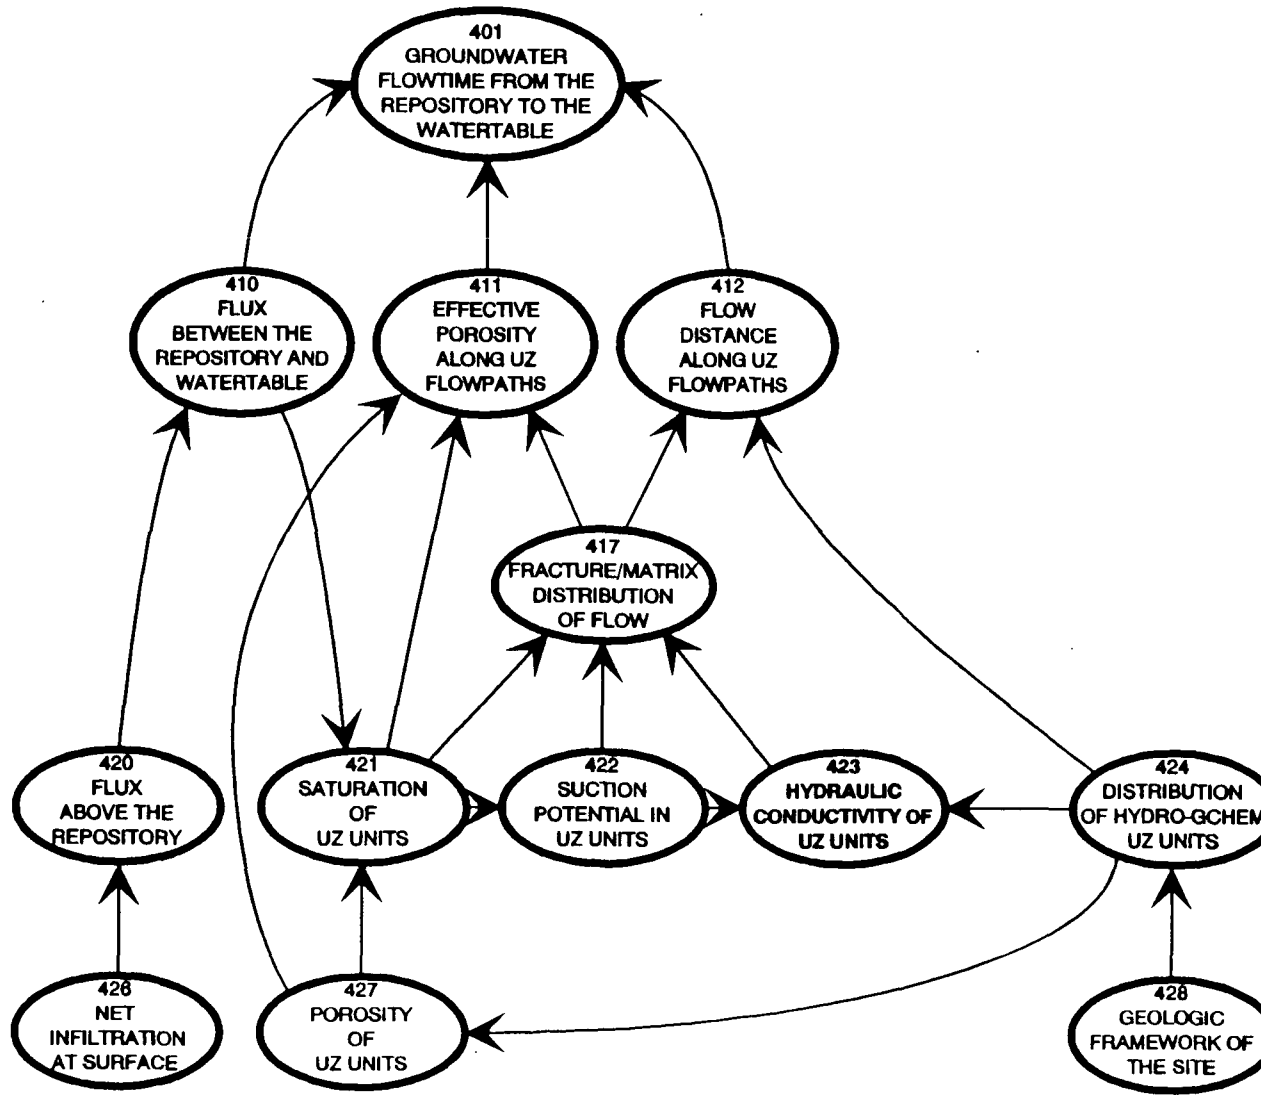 401
GROUNDWATER
FLOWTIME FROM THE
REPOSITORY TO THE
WATERTABLE
410
FLUX
BETWEEN THE
REPOSITORY AND
WATERTABLE
411
EFFECTIVE
POROSITY
ALONG UZ
FLOWPATHS
412
FLOW
DISTANCE
ALONG UZ
FLOWPATHS
417
FRACTURE/MATRIX
DISTRIBUTION
OF FLOW
420
FLUX
ABOVE THE
REPOSITORY
421
SATURATION
OF
UZ UNITS
422
SUCTION
POTENTIAL IN
UZ UNITS
423
HYDRAULIC
CONDUCTIVITY OF
UZ UNITS
424
DISTRIBUTION
OF HYDRO-GCHEM
UZ UNITS
426
NET
INFILTRATION
AT SURFACE
427
POROSITY
OF
UZ UNITS
428
GEOLOGIC
FRAMEWORK OF
THE SITE